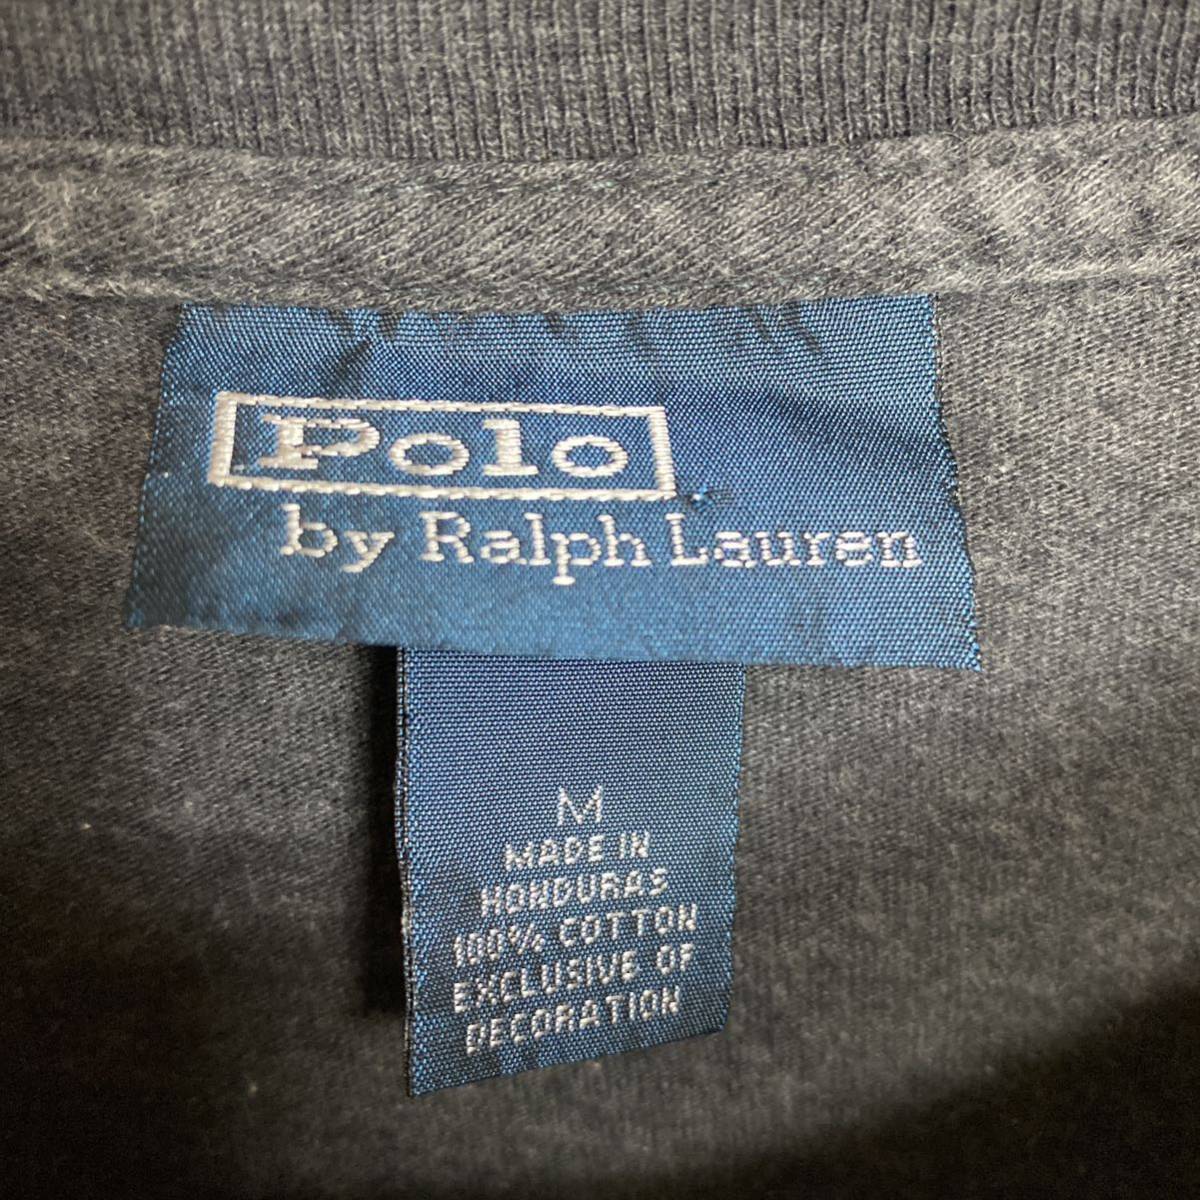 Polo
by Ralph Lauren
M
MADE IN
HONDURAS
100% COTTON
EXCLUSIVE OF
DECORATION